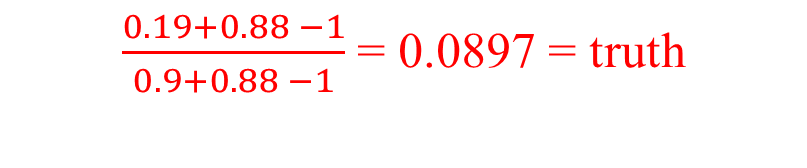 (0.19+0.88 −1)/(0.9+0.88 −1) = 0.0897 = truth